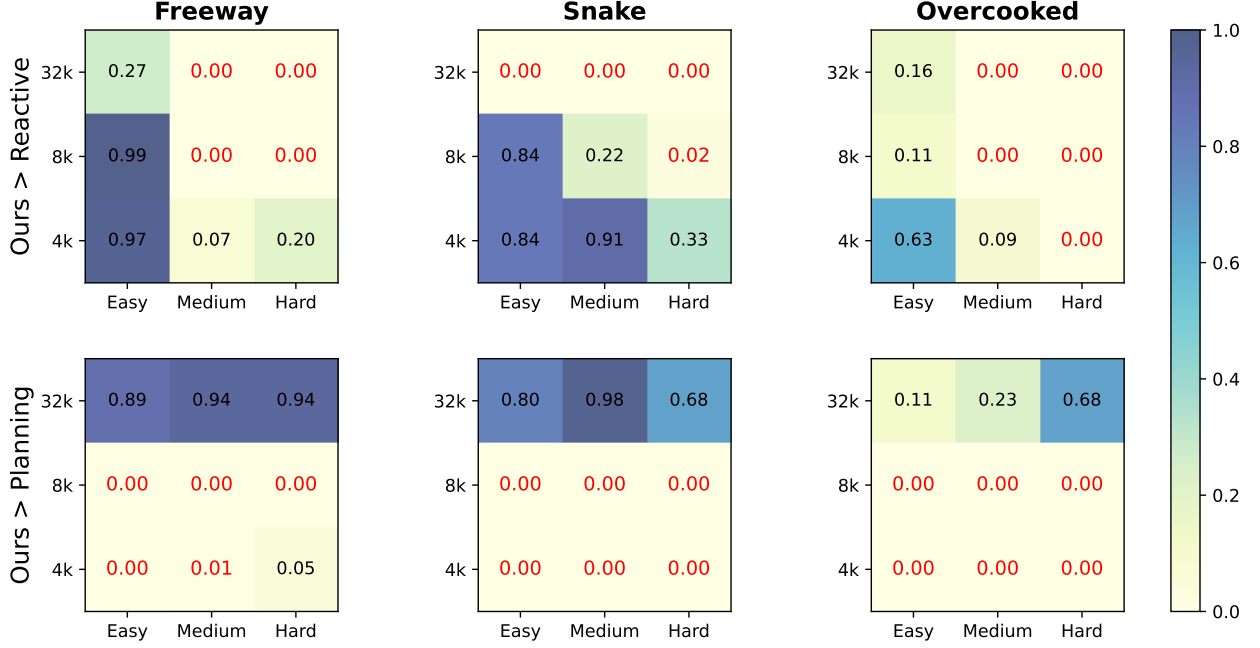 Freeway Snake Overcooked
Ours > Reactive
32k 0.27 0.00 0.00
8k 0.99 0.00 0.00
4k 0.97 0.07 0.20
Easy Medium Hard
32k 0.00 0.00 0.00
8k 0.84 0.22 0.02
4k 0.84 0.91 0.33
Easy Medium Hard
32k 0.16 0.00 0.00
8k 0.11 0.00 0.00
4k 0.63 0.09 0.00
Easy Medium Hard
Ours > Planning
32k 0.89 0.94 0.94
8k 0.00 0.00 0.00
4k 0.00 0.01 0.05
Easy Medium Hard
32k 0.80 0.98 0.68
8k 0.00 0.00 0.00
4k 0.00 0.00 0.00
Easy Medium Hard
32k 0.11 0.23 0.68
8k 0.00 0.00 0.00
4k 0.00 0.00 0.00
Easy Medium Hard
1.0
0.8
0.6
0.4
0.2
0.0